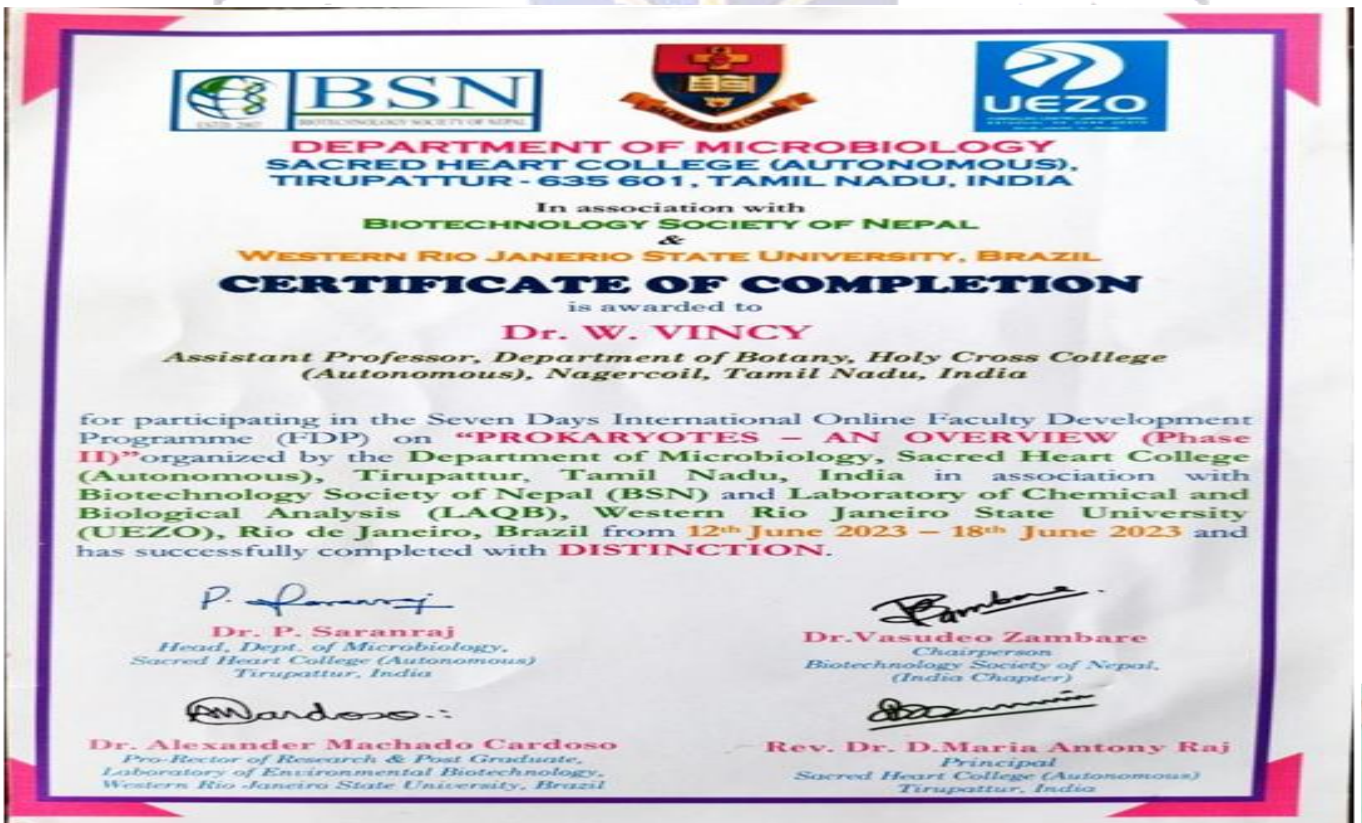 BSN
ESTD. 2007
BIOTECHNOLOGY SOCIETY OF NEPAL
SACRED HEART COLLEGE
UEZO
DEPARTMENT OF MICROBIOLOGY
SACRED HEART COLLEGE (AUTONOMOUS),
TIRUPATTUR - 635 601, TAMIL NADU, INDIA
In association with
BIOTECHNOLOGY SOCIETY OF NEPAL
&
WESTERN RIO JANERIO STATE UNIVERSITY, BRAZIL
CERTIFICATE OF COMPLETION
is awarded to
Dr. W. VINCY
Assistant Professor, Department of Botany, Holy Cross College
(Autonomous), Nagercoil, Tamil Nadu, India
for participating in the Seven Days International Online Faculty Development
Programme (FDP) on “PROKARYOTES – AN OVERVIEW (Phase
II)”organized by the Department of Microbiology, Sacred Heart College
(Autonomous), Tirupattur, Tamil Nadu, India in association with
Biotechnology Society of Nepal (BSN) and Laboratory of Chemical and
Biological Analysis (LAQB), Western Rio Janeiro State University
(UEZO), Rio de Janeiro, Brazil from 12th June 2023 – 18th June 2023 and
has successfully completed with DISTINCTION.
Dr. P. Saranraj
Head, Dept. of Microbiology,
Sacred Heart College (Autonomous)
Tirupattur, India
Dr.Vasudeo Zambare
Chairperson
Biotechnology Society of Nepal,
(India Chapter)
Dr. Alexander Machado Cardoso
Pro-Rector of Research & Post Graduate,
Laboratory of Environmental Biotechnology,
Western Rio Janeiro State University, Brazil
Rev. Dr. D.Maria Antony Raj
Principal
Sacred Heart College (Autonomous)
Tirupattur, India